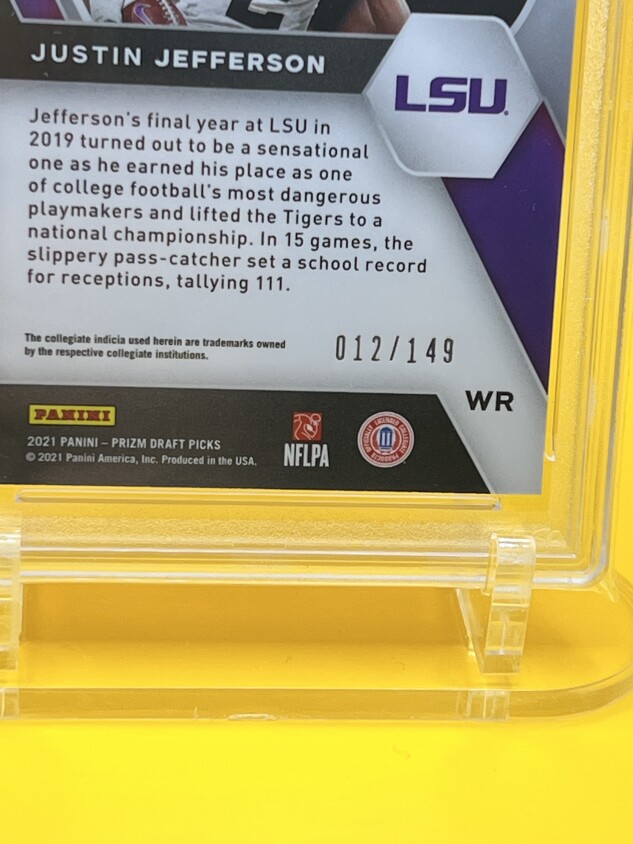 JUSTIN JEFFERSON
LSU
Jefferson's final year at LSU in
2019 turned out to be a sensational
one as he earned his place as one
of college football's most dangerous
playmakers and lifted the Tigers to a
national championship. In 15 games, the
slippery pass-catcher set a school record
for receptions, tallying 111.
The collegiate indicia used herein are trademarks owned
by the respective collegiate institutions.
012/149
WR
PANINI
2021 PANINI – PRIZM DRAFT PICKS
© 2021 Panini America, Inc. Produced in the USA.
NFLPA
OFFICIALLY LICENSED COLLEGIATE PRODUCTS